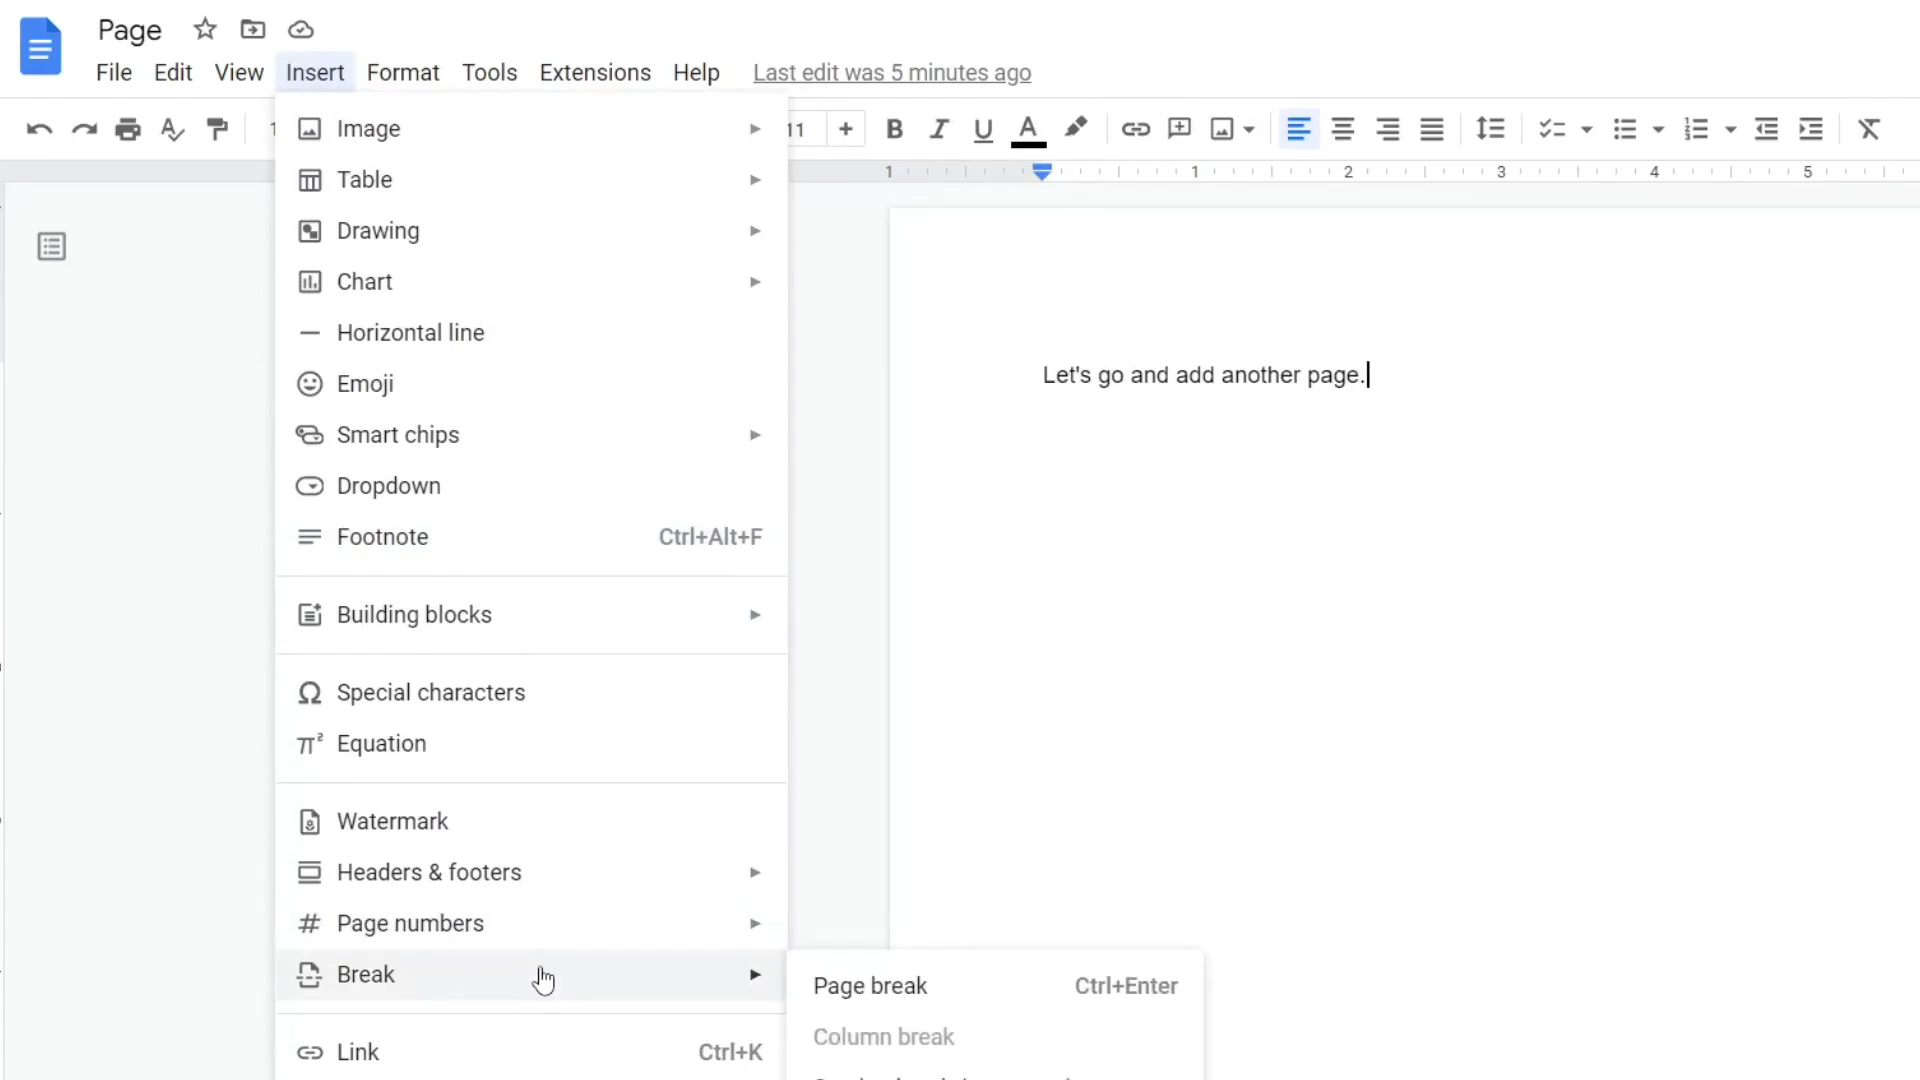 Page
File Edit View Insert Format Tools Extensions Help Last edit was 5 minutes ago
11
1 1 2 3 4 5
Image
Table
Drawing
Chart
Horizontal line
Emoji
Smart chips
Dropdown
Footnote Ctrl+Alt+F
Building blocks
Special characters
Equation
Watermark
Headers & footers
Page numbers
Break
Link Ctrl+K
Page break Ctrl+Enter
Column break
Let's go and add another page.